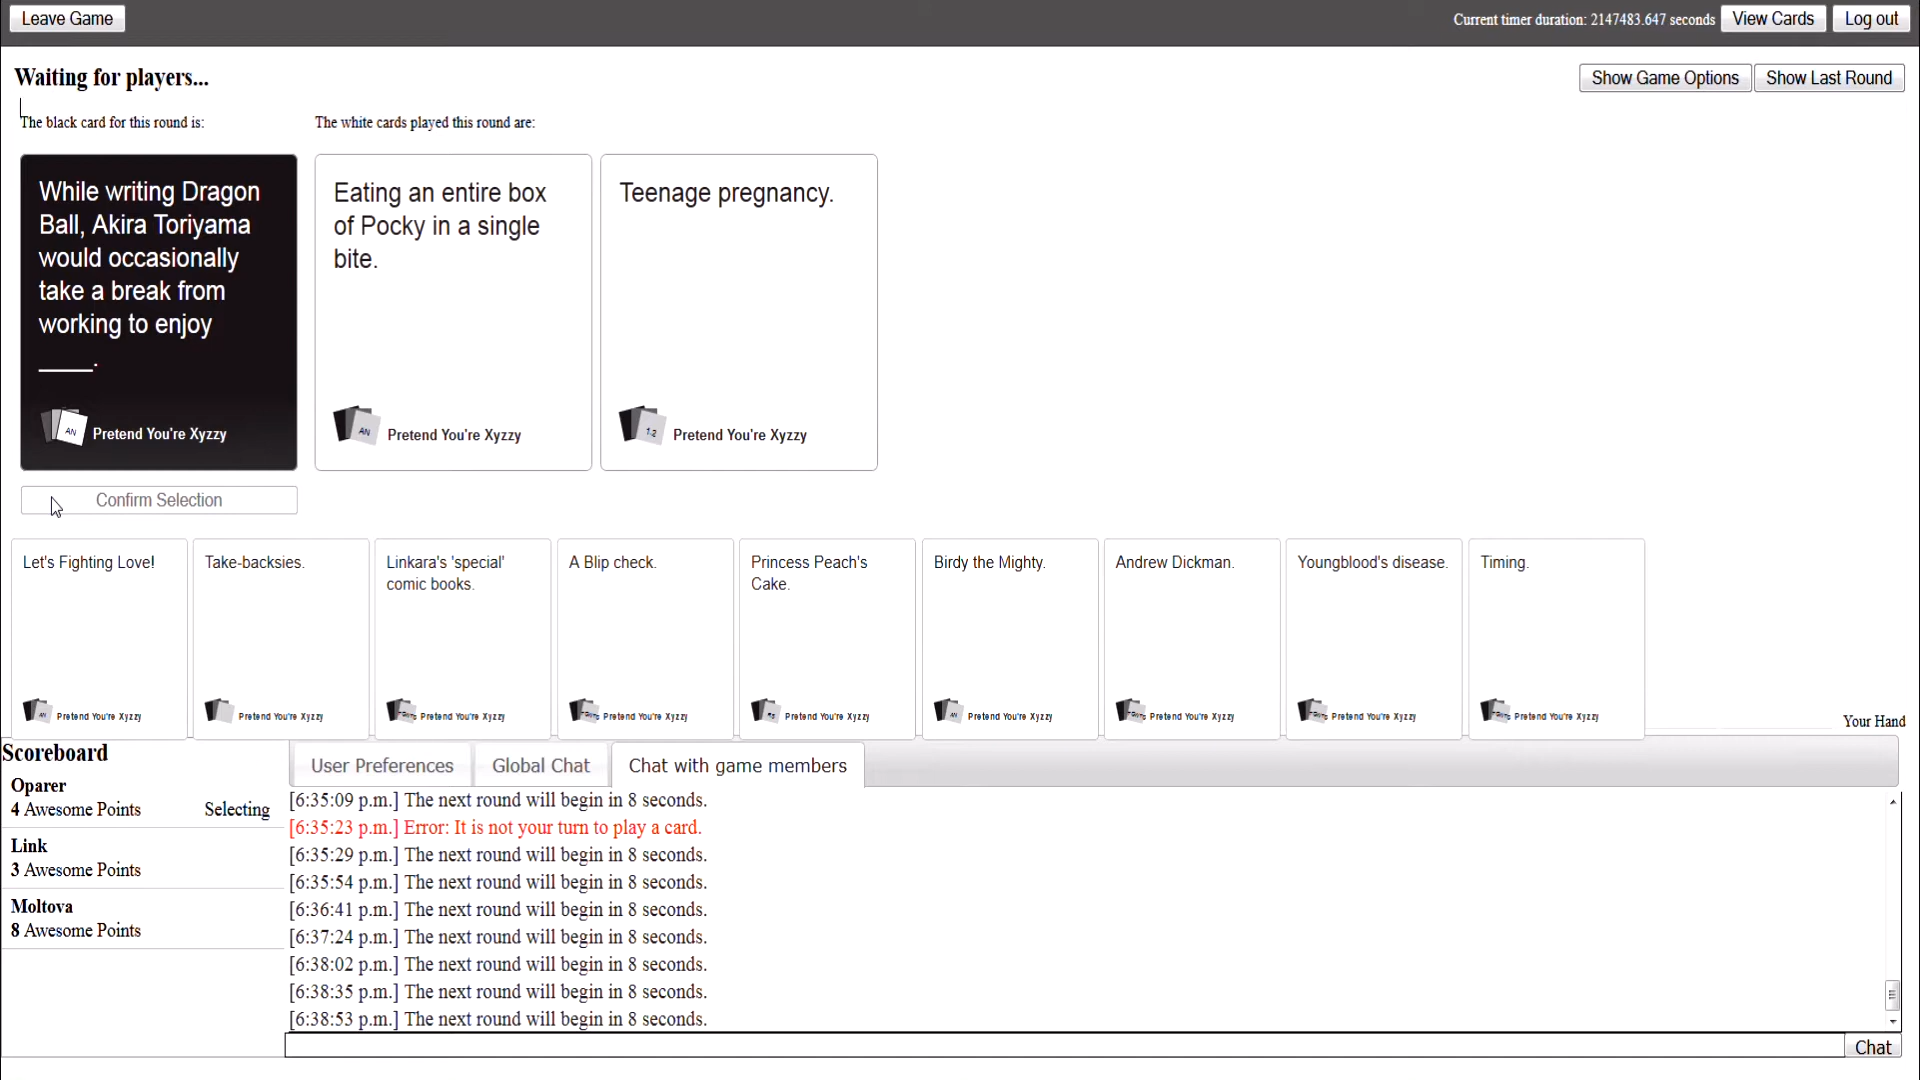 Leave Game
Current timer duration: 2147483.647 seconds
View Cards
Log out
Waiting for players...
Show Game Options
Show Last Round
The black card for this round is:
The white cards played this round are:
While writing Dragon
Ball, Akira Toriyama
would occasionally
take a break from
working to enjoy
_____.
AN
Pretend You're Xyzzy
Eating an entire box
of Pocky in a single
bite.
AN
Pretend You're Xyzzy
Teenage pregnancy.
1.2
Pretend You're Xyzzy
Confirm Selection
Let's Fighting Love!
AN
Pretend You're Xyzzy
Take-backsies.
Pretend You're Xyzzy
Linkara's 'special'
comic books.
Pretend You're Xyzzy
A Blip check.
Pretend You're Xyzzy
Princess Peach's
Cake.
Pretend You're Xyzzy
Birdy the Mighty.
AN
Pretend You're Xyzzy
Andrew Dickman.
Pretend You're Xyzzy
Youngblood's disease.
Pretend You're Xyzzy
Timing.
Pretend You're Xyzzy
Your Hand
Scoreboard
Oparer
4 Awesome Points
Selecting
Link
3 Awesome Points
Moltova
8 Awesome Points
User Preferences
Global Chat
Chat with game members
[6:35:09 p.m.] The next round will begin in 8 seconds.
[6:35:23 p.m.] Error: It is not your turn to play a card.
[6:35:29 p.m.] The next round will begin in 8 seconds.
[6:35:54 p.m.] The next round will begin in 8 seconds.
[6:36:41 p.m.] The next round will begin in 8 seconds.
[6:37:24 p.m.] The next round will begin in 8 seconds.
[6:38:02 p.m.] The next round will begin in 8 seconds.
[6:38:35 p.m.] The next round will begin in 8 seconds.
[6:38:53 p.m.] The next round will begin in 8 seconds.
Chat